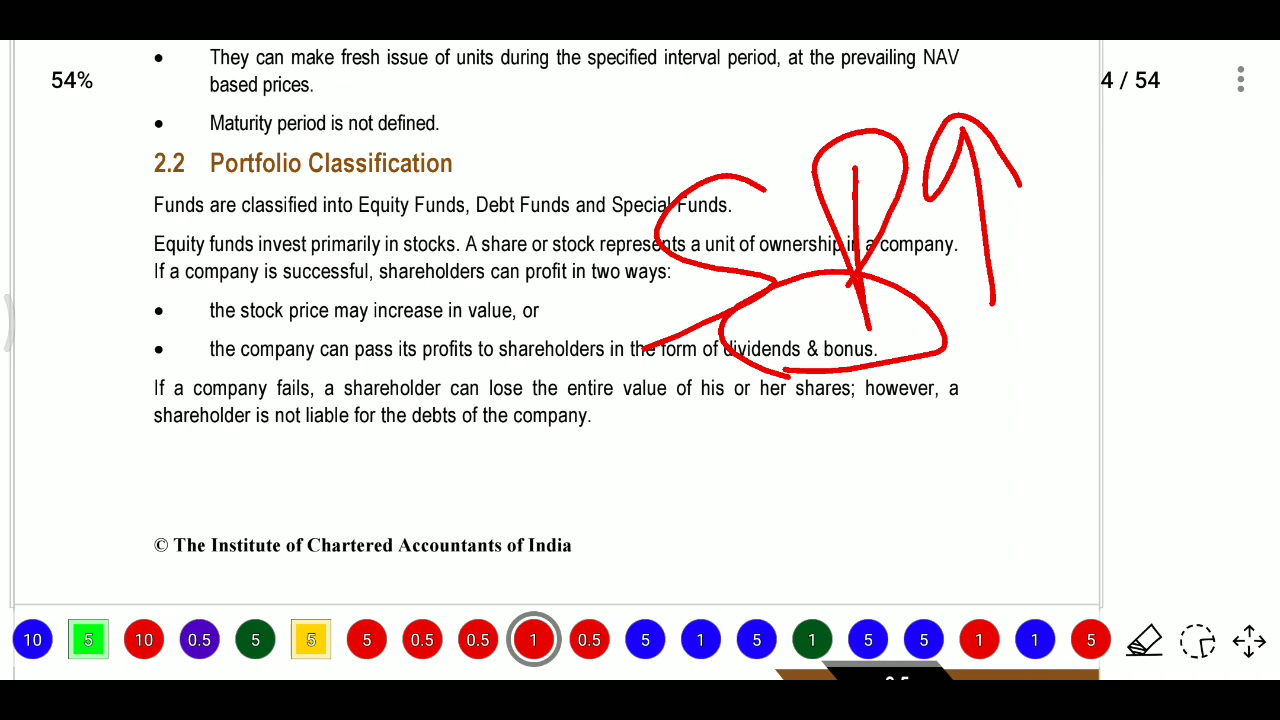 • They can make fresh issue of units during the specified interval period, at the prevailing NAV
54%
4 / 54
based prices.
• Maturity period is not defined.
2.2 Portfolio Classification
Funds are classified into Equity Funds, Debt Funds and Special Funds.
Equity funds invest primarily in stocks. A share or stock represents a unit of ownership in a company.
If a company is successful, shareholders can profit in two ways:
• the stock price may increase in value, or
• the company can pass its profits to shareholders in the form of dividends & bonus.
If a company fails, a shareholder can lose the entire value of his or her shares; however, a
shareholder is not liable for the debts of the company.
© The Institute of Chartered Accountants of India
10 5 10 0.5 5 5 5 0.5 0.5 1 0.5 5 1 5 1 5 5 1 1 5